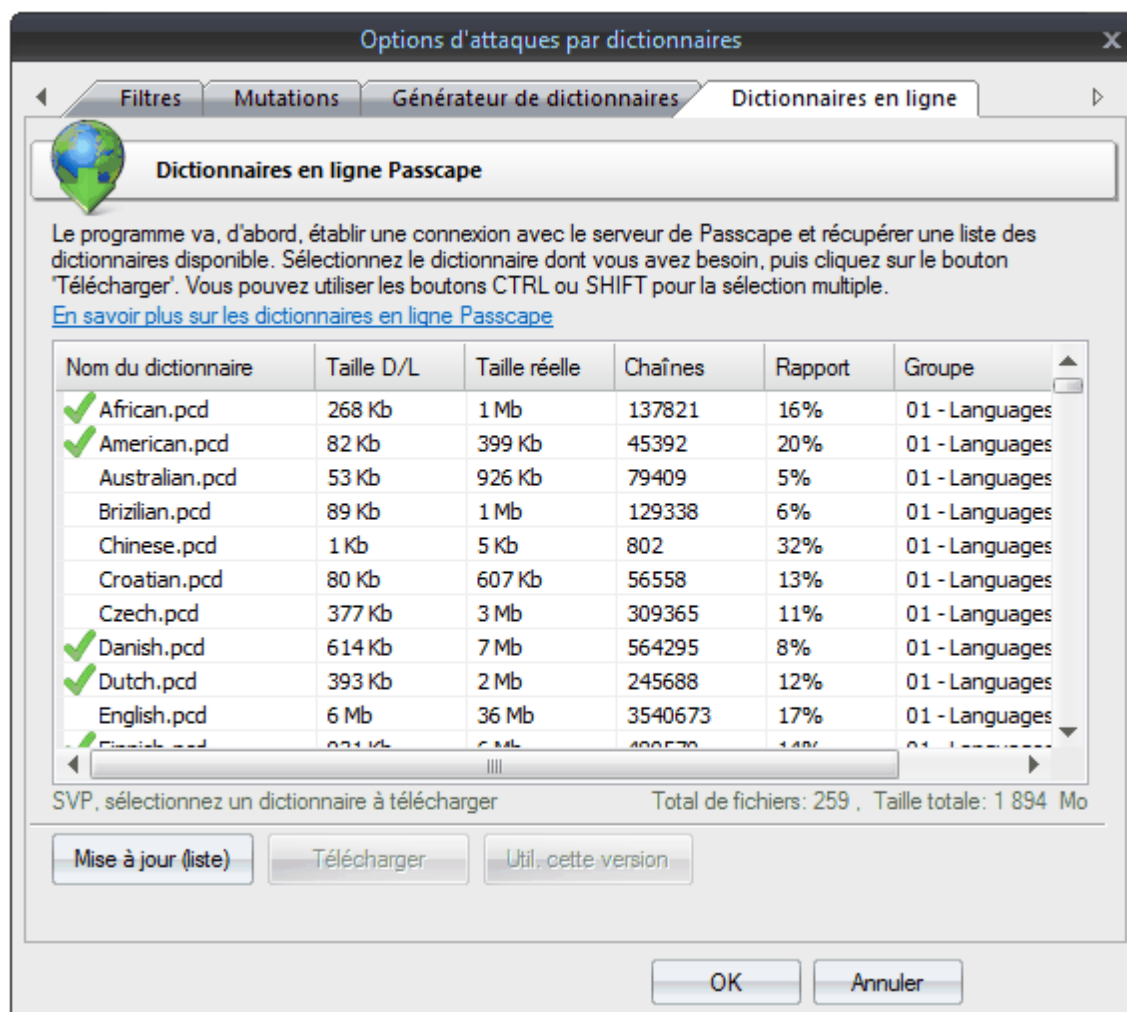 Options d'attaques par dictionnaires
Filtres Mutations Générateur de dictionnaires Dictionnaires en ligne
Dictionnaires en ligne Passcape
Le programme va, d'abord, établir une connexion avec le serveur de Passcape et récupérer une liste des
dictionnaires disponible. Sélectionnez le dictionnaire dont vous avez besoin, puis cliquez sur le bouton
'Télécharger'. Vous pouvez utiliser les boutons CTRL ou SHIFT pour la sélection multiple.
En savoir plus sur les dictionnaires en ligne Passcape
Nom du dictionnaire Taille D/L Taille réelle Chaînes Rapport Groupe
African.pcd 268 Kb 1 Mb 137821 16% 01 - Languages
American.pcd 82 Kb 399 Kb 45392 20% 01 - Languages
Australian.pcd 53 Kb 926 Kb 79409 5% 01 - Languages
Brizilian.pcd 89 Kb 1 Mb 129338 6% 01 - Languages
Chinese.pcd 1 Kb 5 Kb 802 32% 01 - Languages
Croatian.pcd 80 Kb 607 Kb 56558 13% 01 - Languages
Czech.pcd 377 Kb 3 Mb 309365 11% 01 - Languages
Danish.pcd 614 Kb 7 Mb 564295 8% 01 - Languages
Dutch.pcd 393 Kb 2 Mb 245688 12% 01 - Languages
English.pcd 6 Mb 36 Mb 3540673 17% 01 - Languages
SVP, sélectionnez un dictionnaire à télécharger Total de fichiers: 259 , Taille totale: 1 894 Mo
Mise à jour (liste) Télécharger Util. cette version
OK Annuler